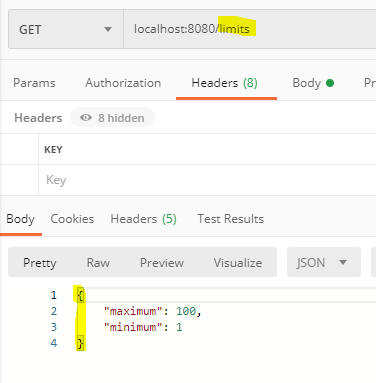 GET localhost:8080/limits
Params Authorization Headers (8) Body Pr
Headers 8 hidden
KEY
Key
Body Cookies Headers (5) Test Results
Pretty Raw Preview Visualize JSON
1 {
2 "maximum": 100,
3 "minimum": 1
4 }